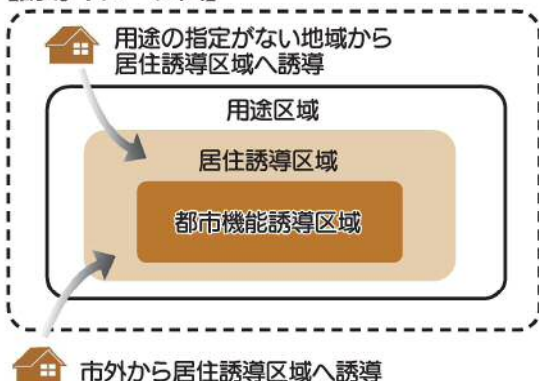 用途の指定がない地域から
居住誘導区域へ誘導
用途区域
居住誘導区域
都市機能誘導区域
市外から居住誘導区域へ誘導